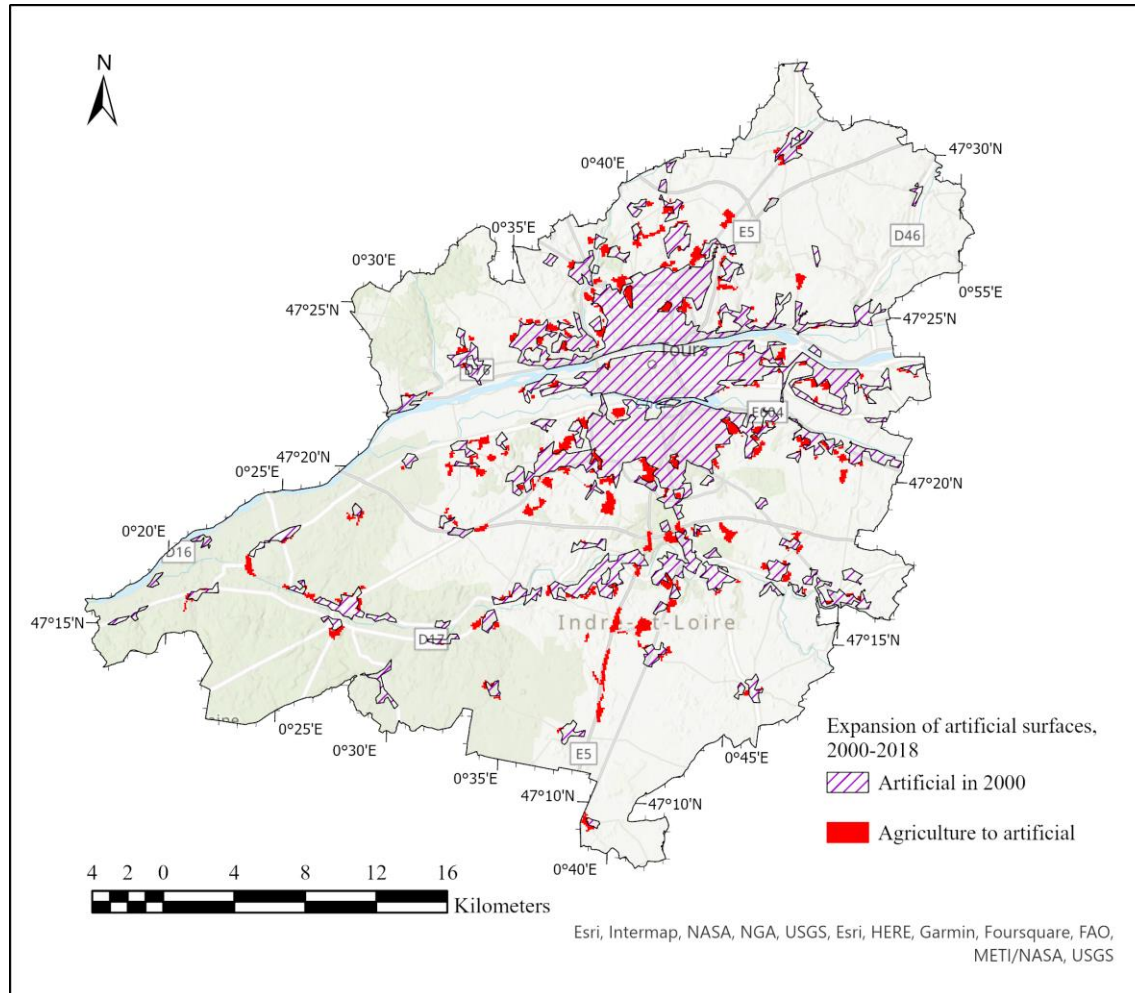 N
0°40'E
47°30'N
0°35'E
E5
D46
0°30'E
0°55'E
47°25'N
47°25'N
Tours
D76
E604
0°25'E
47°20'N
47°20'N
0°20'E
D16
47°15'N
Indre-et-Loire
47°15'N
D17
0°25'E
0°30'E
E5
0°45'E
0°35'E
47°10'N
47°10'N
0°40'E
Expansion of artificial surfaces,
2000-2018
Artificial in 2000
Agriculture to artificial
4 2 0 4 8 12 16
Kilometers
Esri, Intermap, NASA, NGA, USGS, Esri, HERE, Garmin, Foursquare, FAO,
METI/NASA, USGS